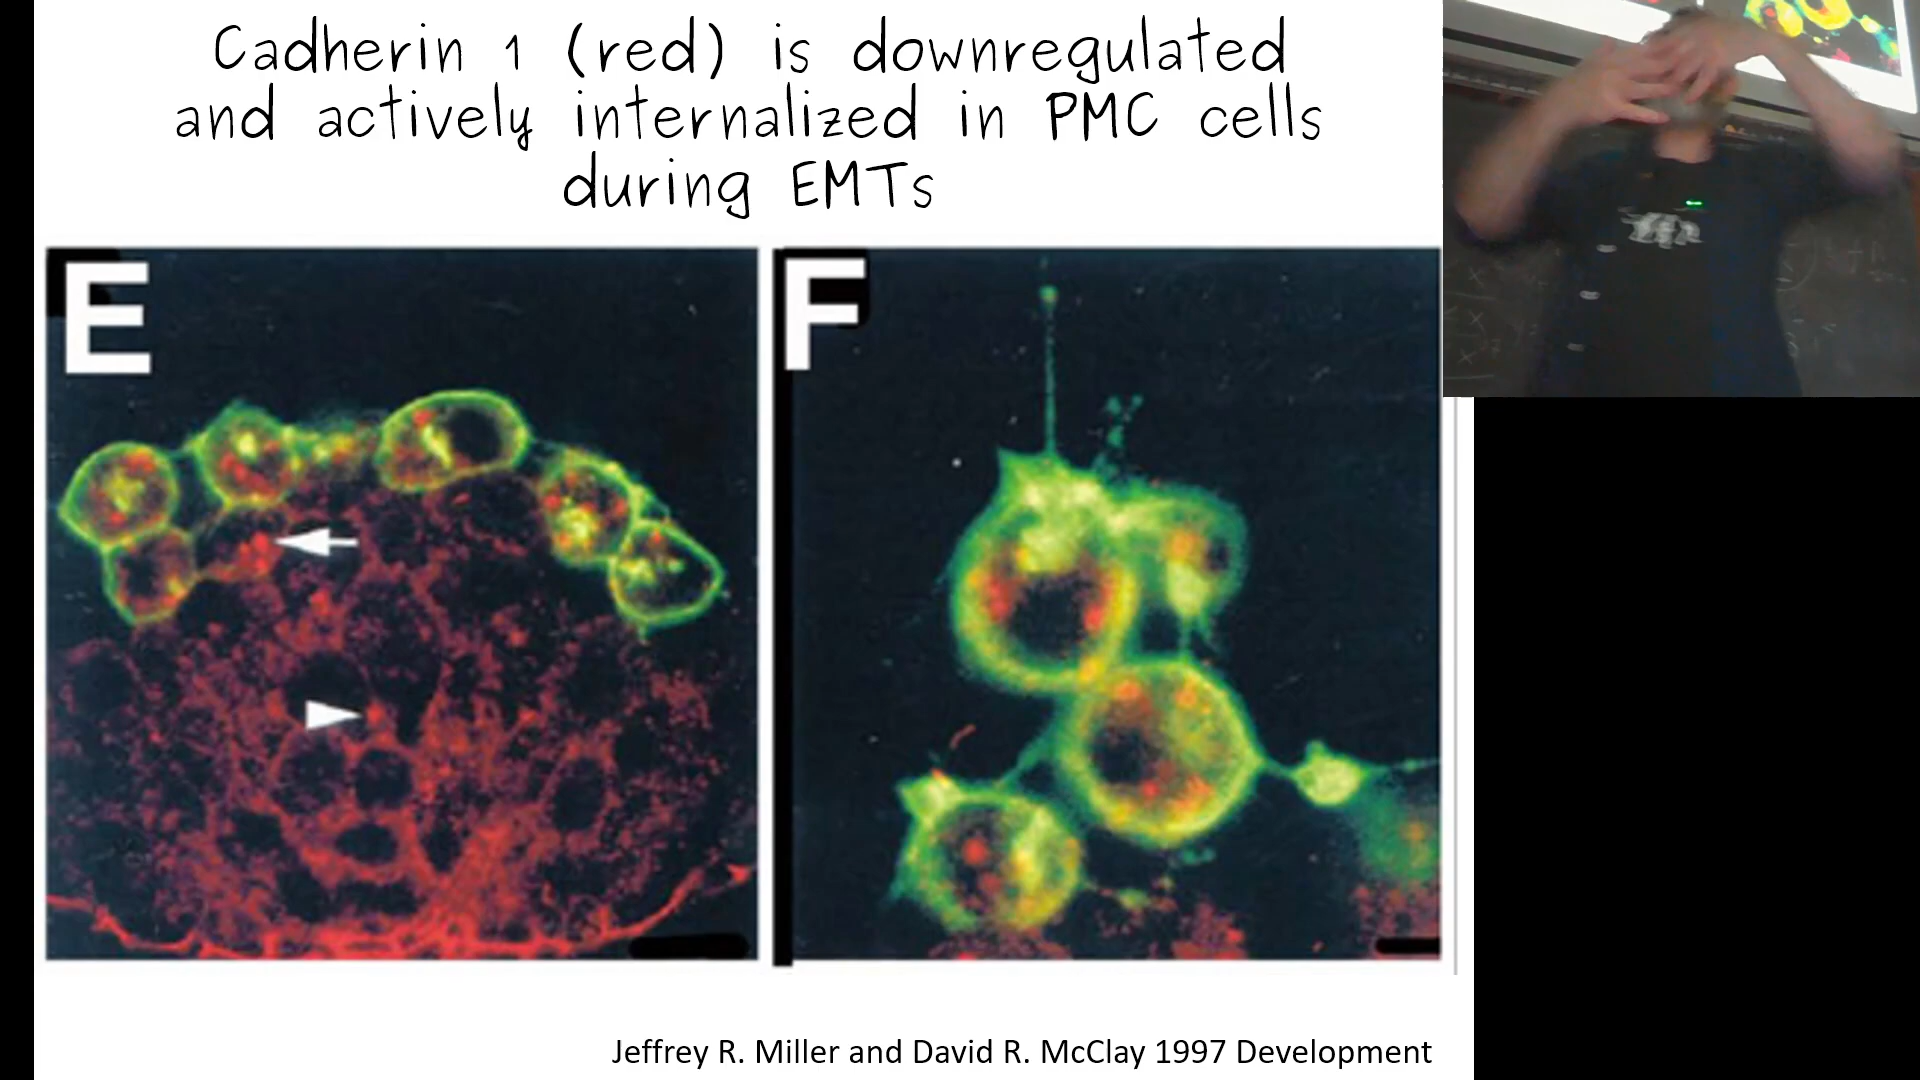 Cadherin 1 (red) is downregulated
and actively internalized in PMC cells
during EMTs
E
F
Jeffrey R. Miller and David R. McClay 1997 Development